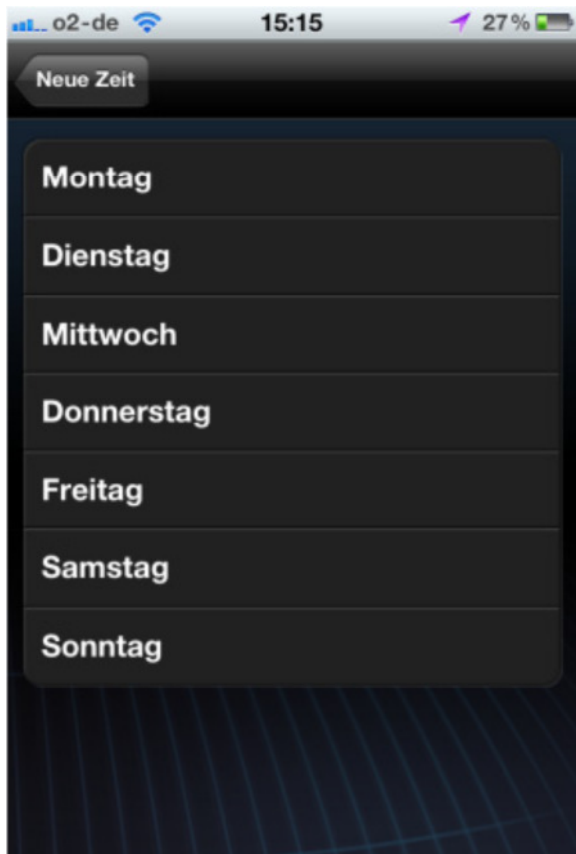 o2-de 15:15 27%
Neue Zeit
Montag
Dienstag
Mittwoch
Donnerstag
Freitag
Samstag
Sonntag